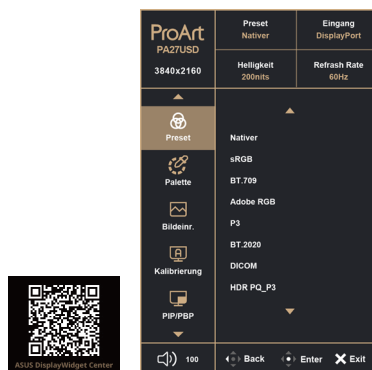 ProArt
PA27USD
3840x2160
Preset
Nativer
Eingang
DisplayPort
Helligkeit
200nits
Refrash Rate
60Hz
Preset
Palette
Bildeinr.
Kalibrierung
PIP/PBP
Nativer
sRGB
BT.709
Adobe RGB
P3
BT.2020
DICOM
HDR PQ_P3
100
Back
Enter
Exit
ASUS DisplayWidget Center